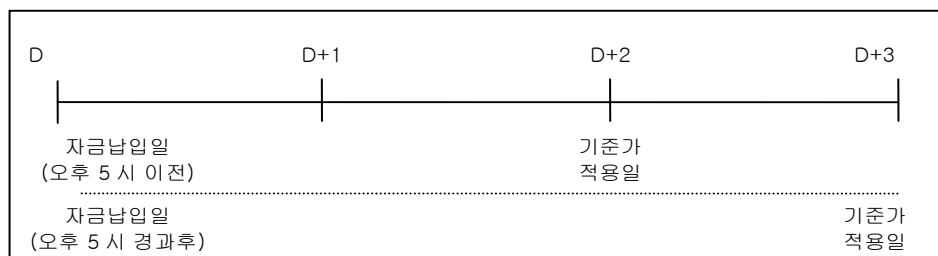 D D+1 D+2 D+3
자금납입일 기준가
(오후 5 시 이전) 적용일
자금납입일 기준가
(오후 5 시 경과후) 적용일